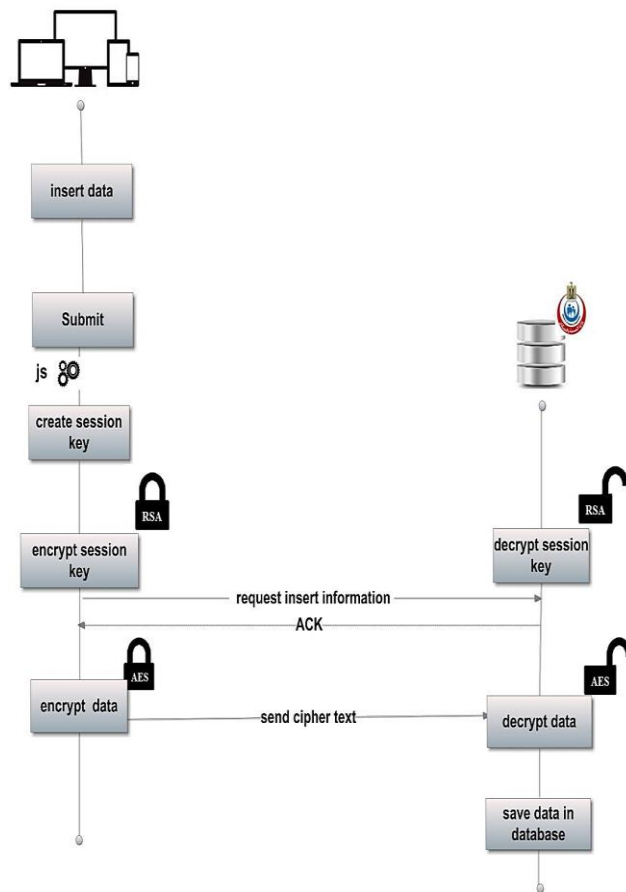 insert data
Submit
js
create session
key
RSA
RSA
encrypt session
key
decrypt session
key
request insert information
ACK
AES
AES
encrypt data
send cipher text
decrypt data
save data in
database